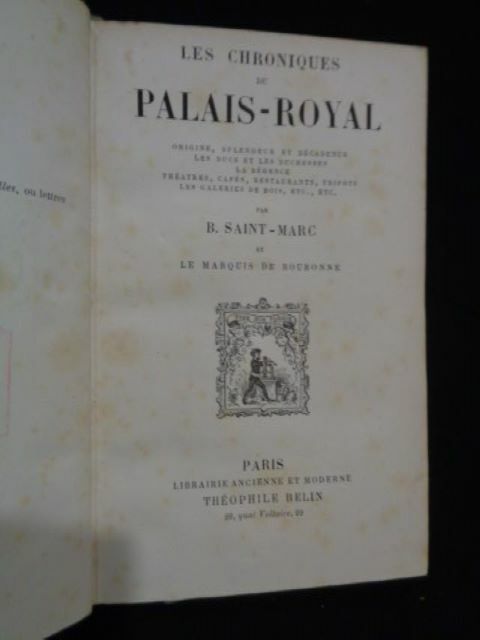 LES CHRONIQUES
DU
PALAIS-ROYAL
ORIGINE, SPLENDEUR ET DÉCADENCE
LES DUCS ET LES DUCHESSES
LA RÉGENCE
THÉATRES, CAFÉS, RESTAURANTS, TRIPOTS
LES GALERIES DE BOIS, ETC., ETC.
PAR
B. SAINT-MARC
ET
LE MARQUIS DE BOURBONNE
PARIS
LIBRAIRIE ANCIENNE ET MODERNE
THÉOPHILE BELIN
29, quai Voltaire, 29
ou lettres